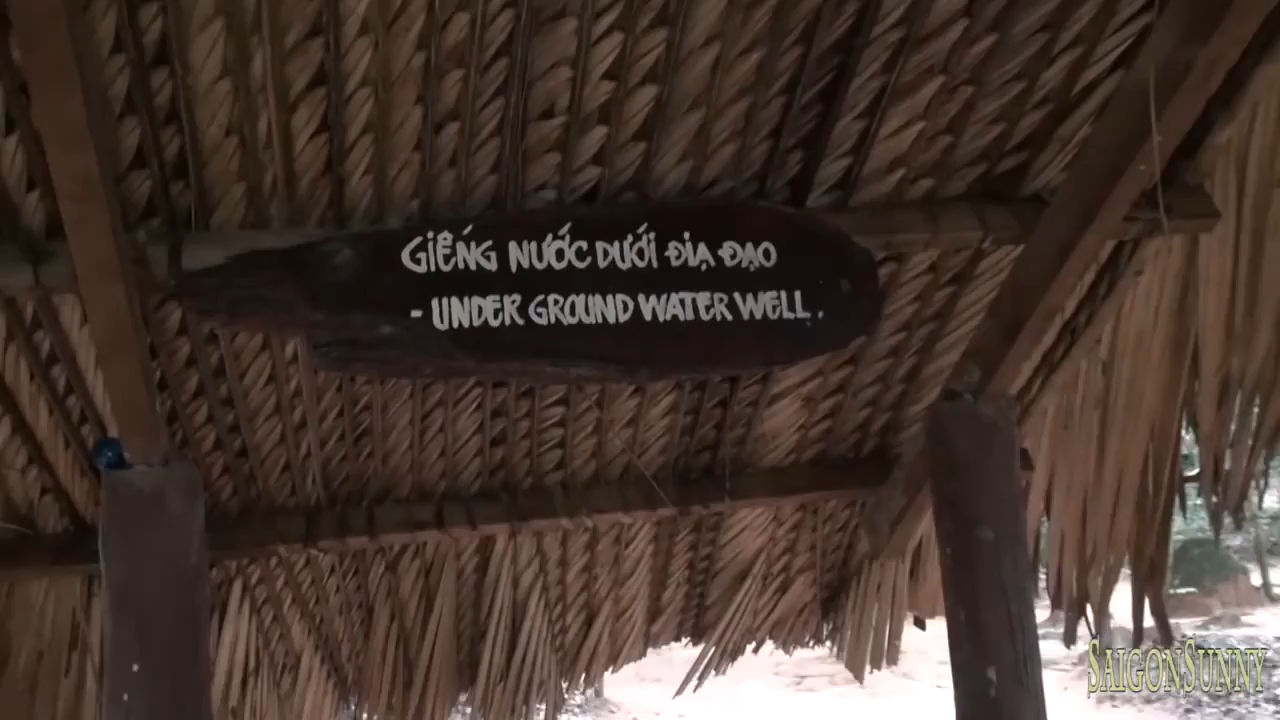 GIẾNG NƯỚC DƯỚI ĐỊA ĐẠO
- UNDER GROUND WATER WELL.
SAIGONSUNNY